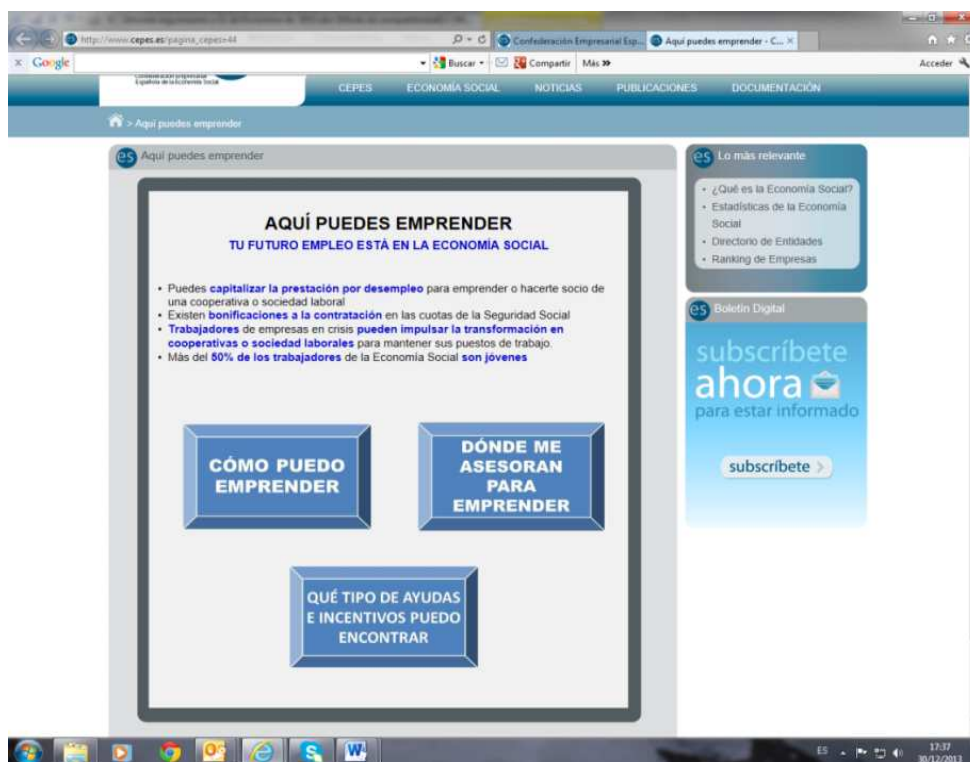 http://www.cepes.es/pagina_cepes=44
Confederación Empresarial Esp...
Aquí puedes emprender - C...
Google
Buscar
Compartir
Más
Acceder
Confederación Empresarial
Española de la Economía Social
CEPES
ECONOMÍA SOCIAL
NOTICIAS
PUBLICACIONES
DOCUMENTACIÓN
> Aquí puedes emprender
es Aquí puedes emprender
AQUÍ PUEDES EMPRENDER
TU FUTURO EMPLEO ESTÁ EN LA ECONOMÍA SOCIAL
• Puedes capitalizar la prestación por desempleo para emprender o hacerte socio de
una cooperativa o sociedad laboral
• Existen bonificaciones a la contratación en las cuotas de la Seguridad Social
• Trabajadores de empresas en crisis pueden impulsar la transformación en
cooperativas o sociedad laborales para mantener sus puestos de trabajo.
• Más del 50% de los trabajadores de la Economía Social son jóvenes
CÓMO PUEDO
EMPRENDER
DÓNDE ME
ASESORAN
PARA
EMPRENDER
QUÉ TIPO DE AYUDAS
E INCENTIVOS PUEDO
ENCONTRAR
es Lo más relevante
• ¿Qué es la Economía Social?
• Estadísticas de la Economía
Social
• Directorio de Entidades
• Ranking de Empresas
es Boletín Digital
subscríbete
ahora
para estar informado
subscríbete >
ES
17:37
30/12/2013